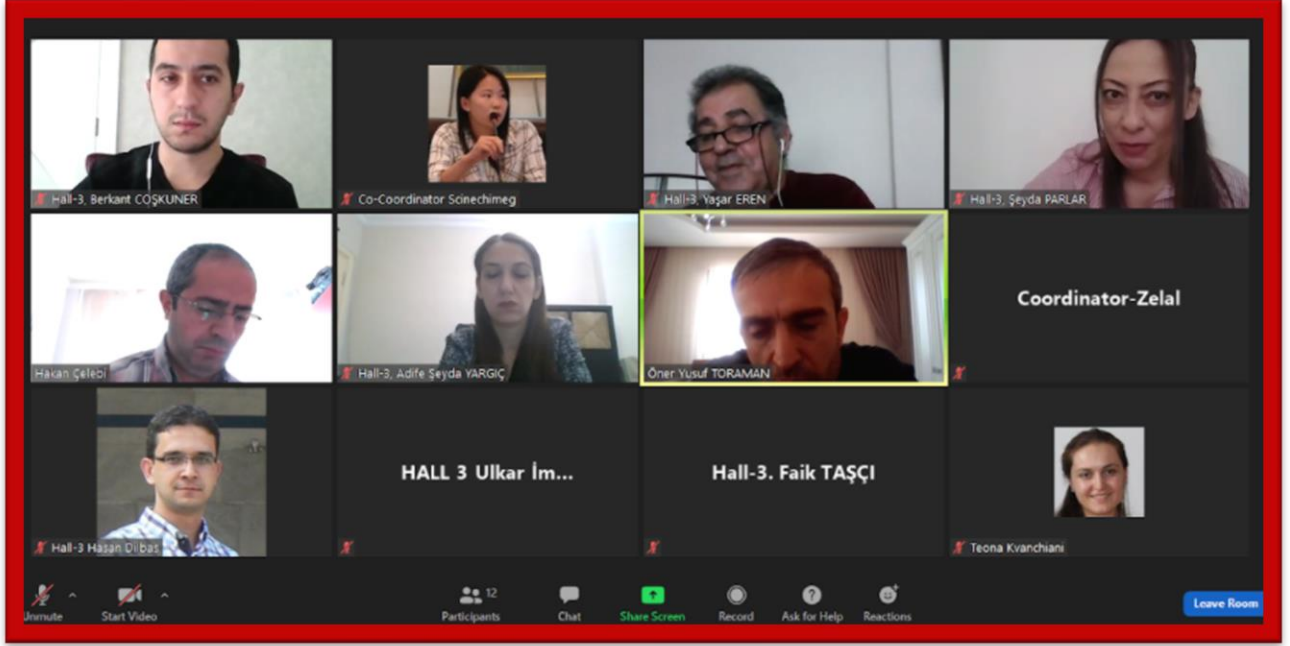 Hall-3, Berkant COŞKUNER
Co-Coordinator Scinechimeg
Hall-3, Yaşar EREN
Hall-3, Şeyda PARLAR
Hakan Çelebi
Hall-3, Adife Şeyda YARGIÇ
Öner Yusuf TORAMAN
Coordinator-Zelal
Hall-3 Hasan Dilbas
HALL 3 Ulkar İm...
Hall-3. Faik TAŞÇI
Teona Kvanchiani
Unmute
Start Video
12
Participants
Chat
Share Screen
Record
Ask for Help
Reactions
Leave Room